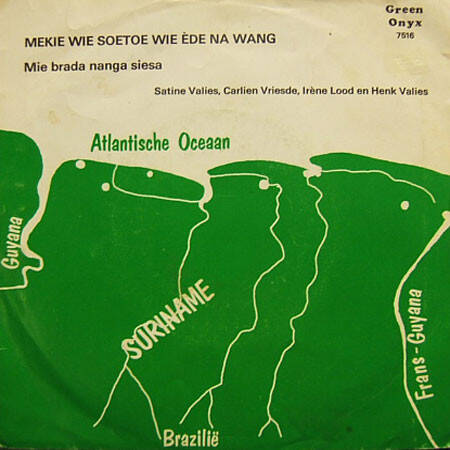 Green
Onyx
7516
MEKIE WIE SOETOE WIE ÈDE NA WANG
Mie brada nanga siesa
Satine Valies, Carlien Vriesde, Irène Lood en Henk Valies
Atlantische Oceaan
Guyana
SURINAME
Frans-Guyana
Brazilië